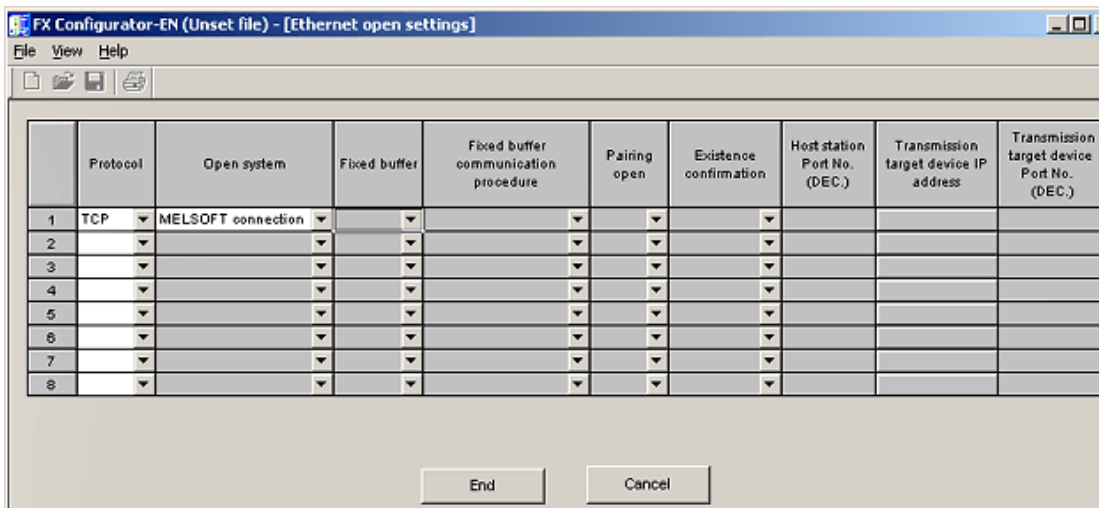 FX Configurator-EN (Unset file) - [Ethernet open settings]
File View Help
Protocol Open system Fixed buffer Fixed buffer communication procedure Pairing open Existence confirmation Host station Port No. (DEC.) Transmission target device IP address Transmission target device Port No. (DEC.)
1 TCP MELSOFT connection
2
3
4
5
6
7
8
End Cancel